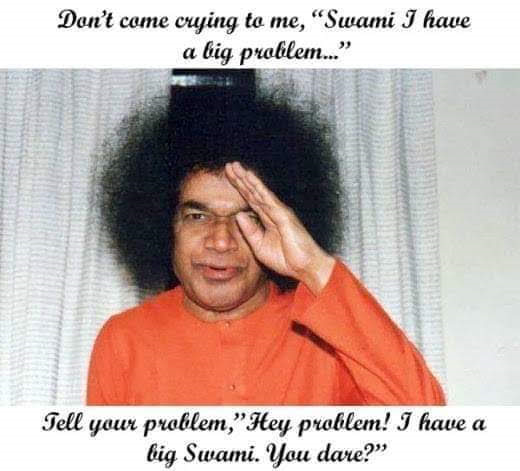 Don't come crying to me, "Swami I have
a big problem..."
Tell your problem,"Hey problem! I have a
big Swami. You dare?"